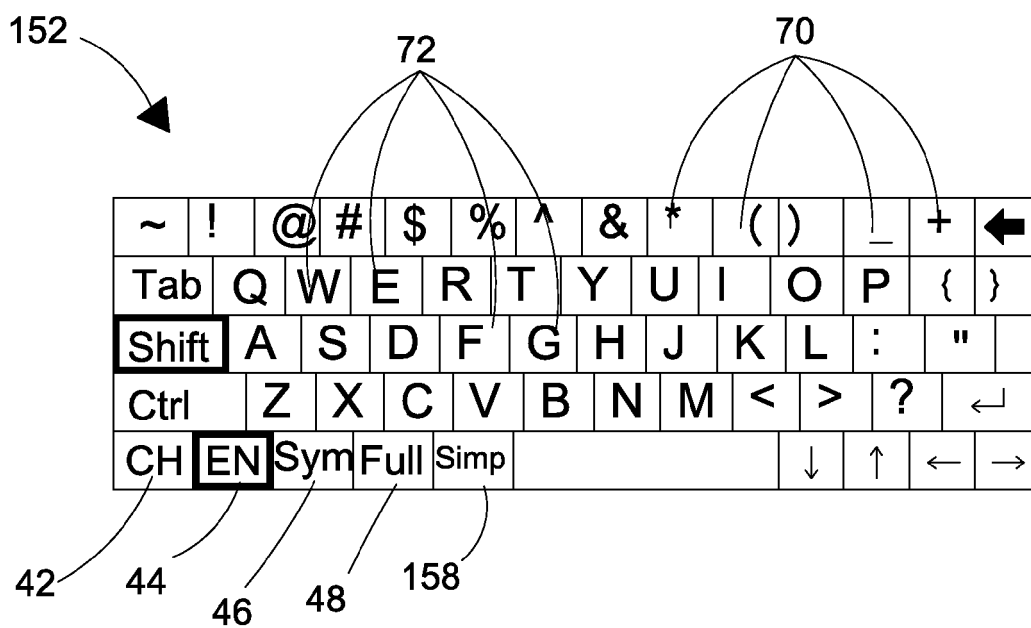 152
72
70
~ ! @ # $ % ^ & * ( ) _ + 🡄
Tab Q W E R T Y U I O P { }
Shift A S D F G H J K L : "
Ctrl Z X C V B N M < > ? ↵
CH EN Sym Full Simp ↓ ↑ ← →
42
44
46
48
158